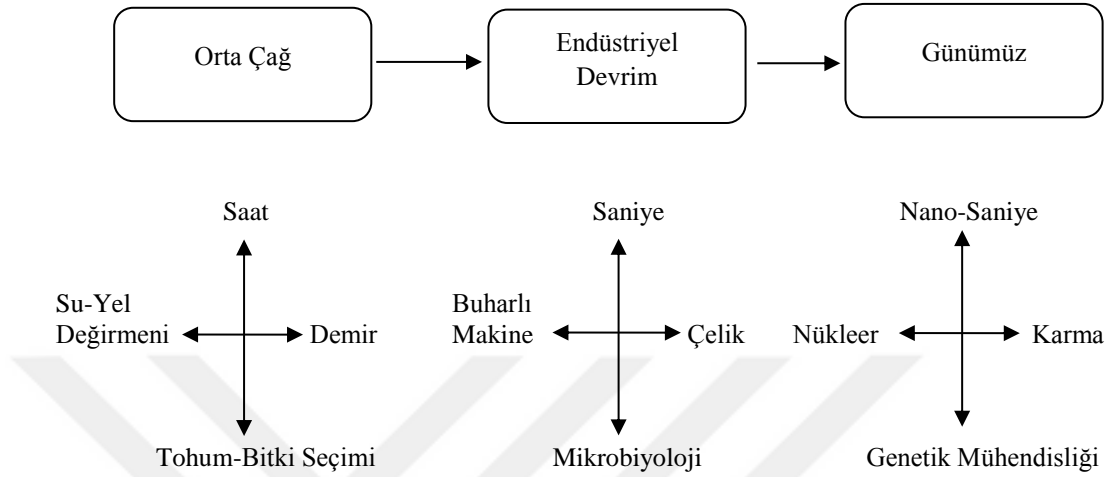 Orta Çağ
Endüstriyel
Devrim
Günümüz
Saat
Su-Yel
Değirmeni
Demir
Tohum-Bitki Seçimi
Saniye
Buharlı
Makine
Çelik
Mikrobiyoloji
Nano-Saniye
Nükleer
Karma
Genetik Mühendisliği